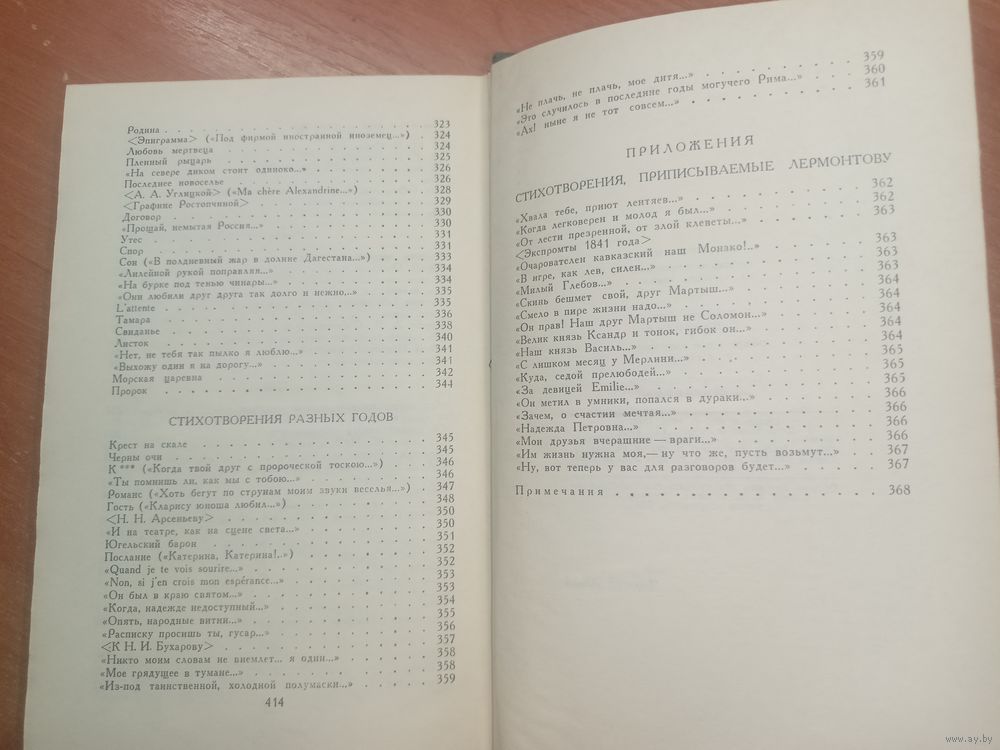 Родина . . . 323
<Эпиграмма> («Под фирмой иностранной иноземец...») . 324
Любовь мертвеца . . . 324
Пленный рыцарь . . . 325
«На севере диком стоит одиноко...» . . . 326
Последнее новоселье . . . 326
<А. А. Углицкой> («Ma chère Alexandrine...») . . . 328
<Графине Ростопчиной> . . . 329
Договор . . . 330
«Прощай, немытая Россия...» . . . 330
Утес . . . 331
Спор . . . 331
Сон («В полдневный жар в долине Дагестана...») . . . 333
«Лилейной рукой поправляя...» . . . 334
«На бурке под тенью чинары...» . . . 334
«Они любили друг друга так долго и нежно...» . . . 335
L'attente . . . 335
Тамара . . . 336
Свиданье . . . 338
Листок . . . 340
«Нет, не тебя так пылко я люблю...» . . . 341
«Выхожу один я на дорогу...» . . . 341
Морская царевна . . . 342
Пророк . . . 344
СТИХОТВОРЕНИЯ РАЗНЫХ ГОДОВ
Крест на скале . . . 345
Черны очи . . . 345
К *** («Когда твой друг с пророческой тоскою...») . . . 346
«Ты помнишь ли, как мы с тобою...» . . . 346
Романс («Хоть бегут по струнам моим звуки веселья...») . 347
Гость («Кларису юноша любил...») . . . 348
<Н. Н. Арсеньеву> . . . 350
«И на театре, как на сцене света...» . . . 350
Югельский барон . . . 351
Послание («Катерина, Катерина!..») . . . 352
«Quand je te vois sourire...» . . . 352
«Non, si j'en crois mon espérance...» . . . 353
«Он был в краю святом...» . . . 353
«Когда, надежде недоступный...» . . . 354
«Опять, народные витии...» . . . 355
«Расписку просишь ты, гусар...» . . . 356
<К Н. И. Бухарову> . . . 357
«Никто моим словам не внемлет... я один...» . . . 358
«Мое грядущее в тумане...» . . . 358
«Из-под таинственной, холодной полумаски...» . . . 359
414
«Не плачь, не плачь, мое дитя...» . . . 359
«Это случилось в последние годы могучего Рима...» . . . 360
«Ах! ныне я не тот совсем...» . . . 361
ПРИЛОЖЕНИЯ
СТИХОТВОРЕНИЯ, ПРИПИСЫВАЕМЫЕ ЛЕРМОНТОВУ
«Хвала тебе, приют лентяев...» . . . 362
«Когда легковерен и молод я был...» . . . 362
«От лести презренной, от злой клеветы...» . . . 363
<Экспромты 1841 года>
«Очарователен кавказский наш Монако!..» . . . 363
«В игре, как лев, силен...» . . . 363
«Милый Глебов...» . . . 363
«Скинь бешмет свой, друг Мартыш...» . . . 364
«Смело в пире жизни надо...» . . . 364
«Он прав! Наш друг Мартыш не Соломон...» . . . 364
«Велик князь Ксандр и тонок, гибок он...» . . . 364
«Наш князь Василь...» . . . 364
«С лишком месяц у Мерлини...» . . . 365
«Куда, седой прелюбодей...» . . . 365
«За девицей Emilie...» . . . 365
«Он метил в умники, попался в дураки...» . . . 366
«Зачем, о счастии мечтая...» . . . 366
«Надежда Петровна...» . . . 366
«Мои друзья вчерашние — враги...» . . . 366
«Им жизнь нужна моя,— ну что же, пусть возьмут...» . . . 367
«Ну, вот теперь у вас для разговоров будет...» . . . 367
Примечания . . . 368
www.ay.by